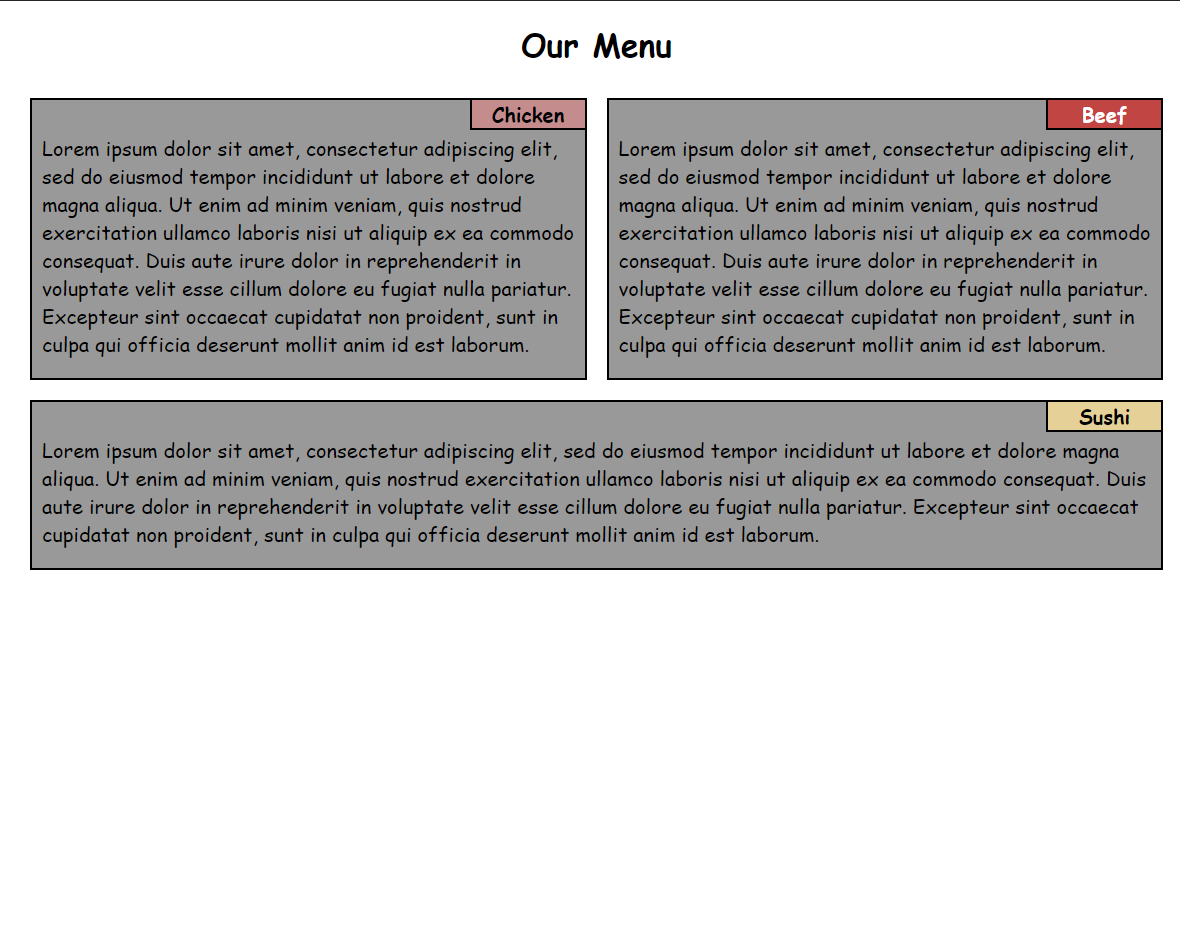 Our Menu
Chicken
Lorem ipsum dolor sit amet, consectetur adipiscing elit,
sed do eiusmod tempor incididunt ut labore et dolore
magna aliqua. Ut enim ad minim veniam, quis nostrud
exercitation ullamco laboris nisi ut aliquip ex ea commodo
consequat. Duis aute irure dolor in reprehenderit in
voluptate velit esse cillum dolore eu fugiat nulla pariatur.
Excepteur sint occaecat cupidatat non proident, sunt in
culpa qui officia deserunt mollit anim id est laborum.
Beef
Lorem ipsum dolor sit amet, consectetur adipiscing elit,
sed do eiusmod tempor incididunt ut labore et dolore
magna aliqua. Ut enim ad minim veniam, quis nostrud
exercitation ullamco laboris nisi ut aliquip ex ea commodo
consequat. Duis aute irure dolor in reprehenderit in
voluptate velit esse cillum dolore eu fugiat nulla pariatur.
Excepteur sint occaecat cupidatat non proident, sunt in
culpa qui officia deserunt mollit anim id est laborum.
Sushi
Lorem ipsum dolor sit amet, consectetur adipiscing elit, sed do eiusmod tempor incididunt ut labore et dolore magna
aliqua. Ut enim ad minim veniam, quis nostrud exercitation ullamco laboris nisi ut aliquip ex ea commodo consequat. Duis
aute irure dolor in reprehenderit in voluptate velit esse cillum dolore eu fugiat nulla pariatur. Excepteur sint occaecat
cupidatat non proident, sunt in culpa qui officia deserunt mollit anim id est laborum.